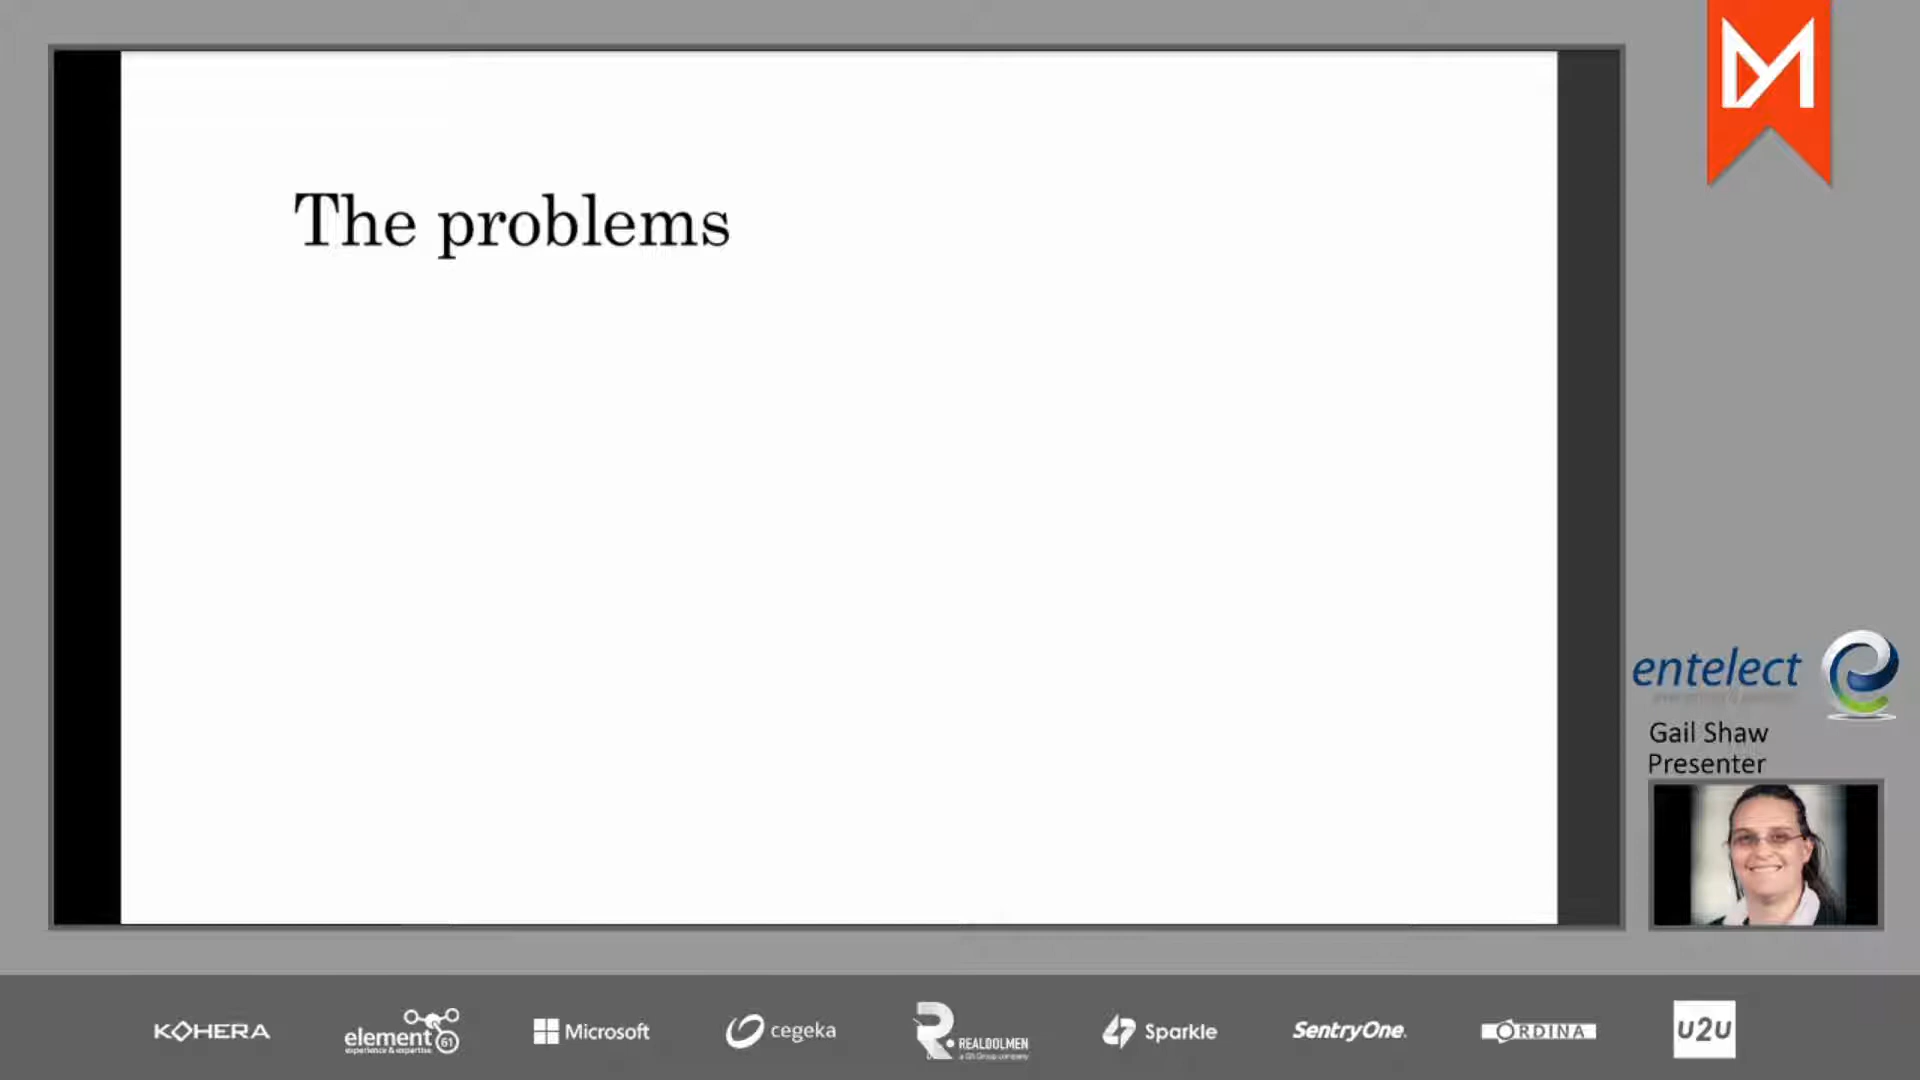 The problems
entelect
Gail Shaw
Presenter
KOHERA
element 61
experience & expertise
Microsoft
cegeka
REALDOLMEN
a Gfi Group company
Sparkle
SentryOne
ORDINA
U2U